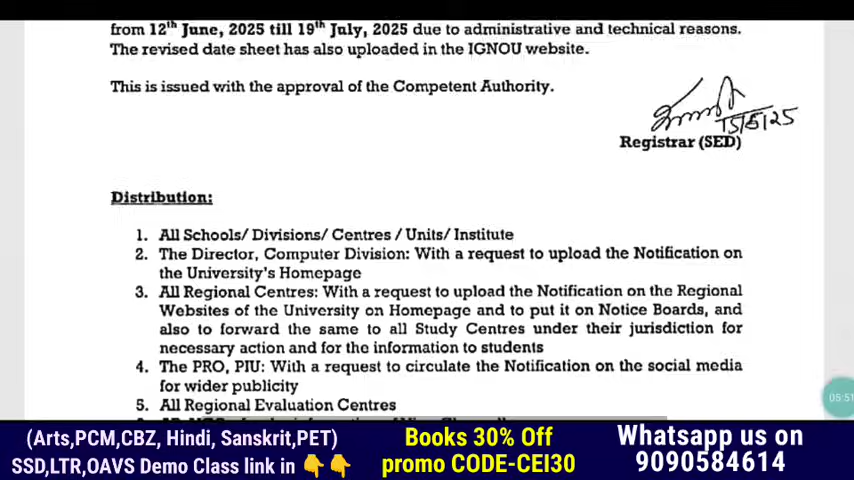 from 12th June, 2025 till 19th July, 2025 due to administrative and technical reasons.
The revised date sheet has also uploaded in the IGNOU website.
This is issued with the approval of the Competent Authority.
15/5/25
Registrar (SED)
Distribution:
1. All Schools/ Divisions/ Centres / Units/ Institute
2. The Director, Computer Division: With a request to upload the Notification on
the University's Homepage
3. All Regional Centres: With a request to upload the Notification on the Regional
Websites of the University on Homepage and to put it on Notice Boards, and
also to forward the same to all Study Centres under their jurisdiction for
necessary action and for the information to students
4. The PRO, PIU: With a request to circulate the Notification on the social media
for wider publicity
5. All Regional Evaluation Centres
05:51
(Arts,PCM,CBZ, Hindi, Sanskrit,PET)
SSD,LTR,OAVS Demo Class link in 👇👇
Books 30% Off
promo CODE-CEI30
Whatsapp us on
9090584614